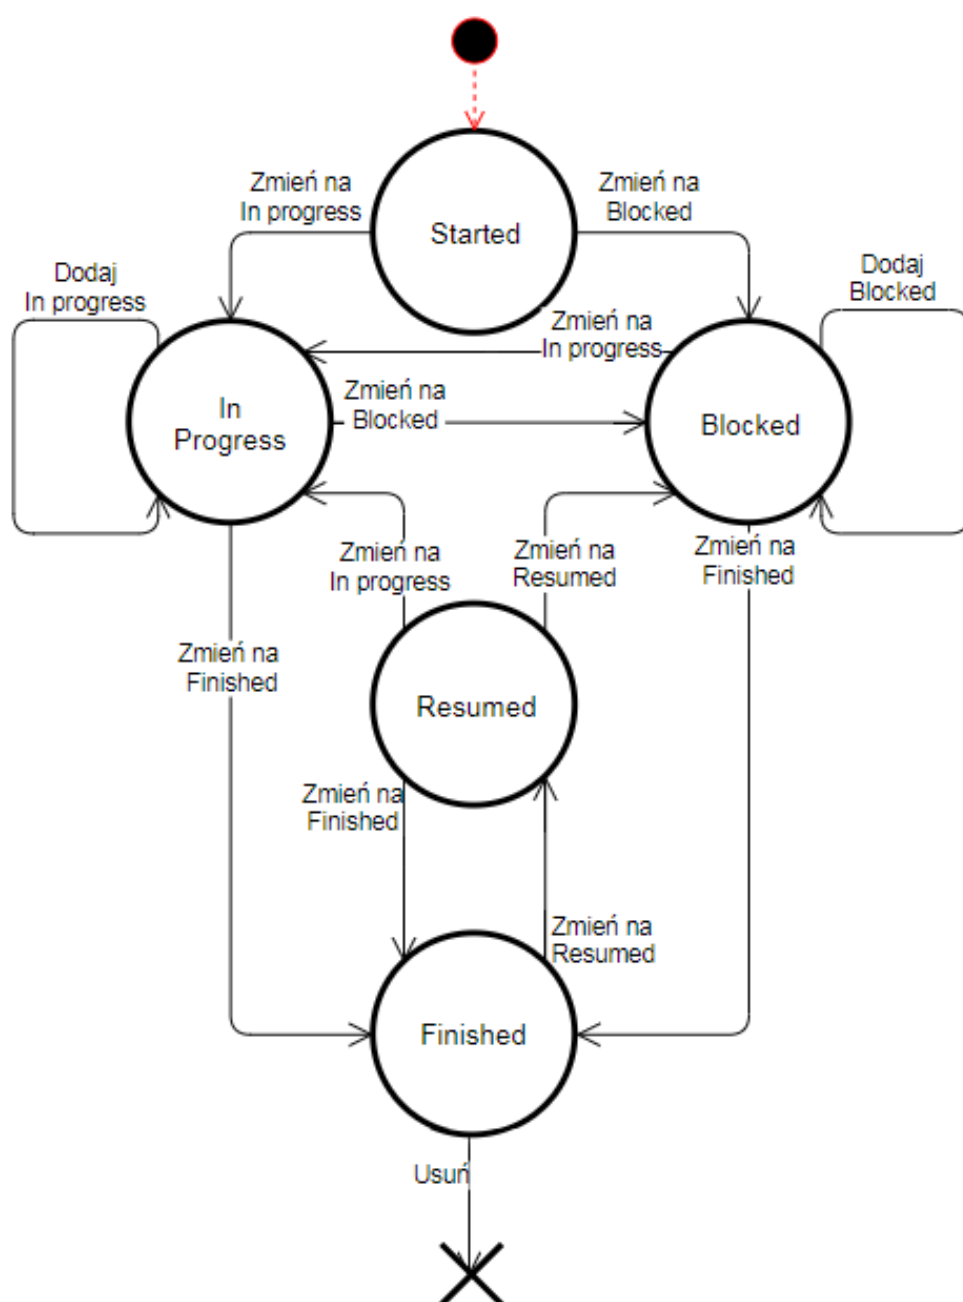 Zmień na
In progress
Zmień na
Blocked
Started
Dodaj
In progress
Dodaj
Blocked
Zmień na
In progress
Zmień na
Blocked
In
Progress
Blocked
Zmień na
In progress
Zmień na
Resumed
Zmień na
Finished
Zmień na
Finished
Resumed
Zmień na
Finished
Zmień na
Resumed
Finished
Usuń